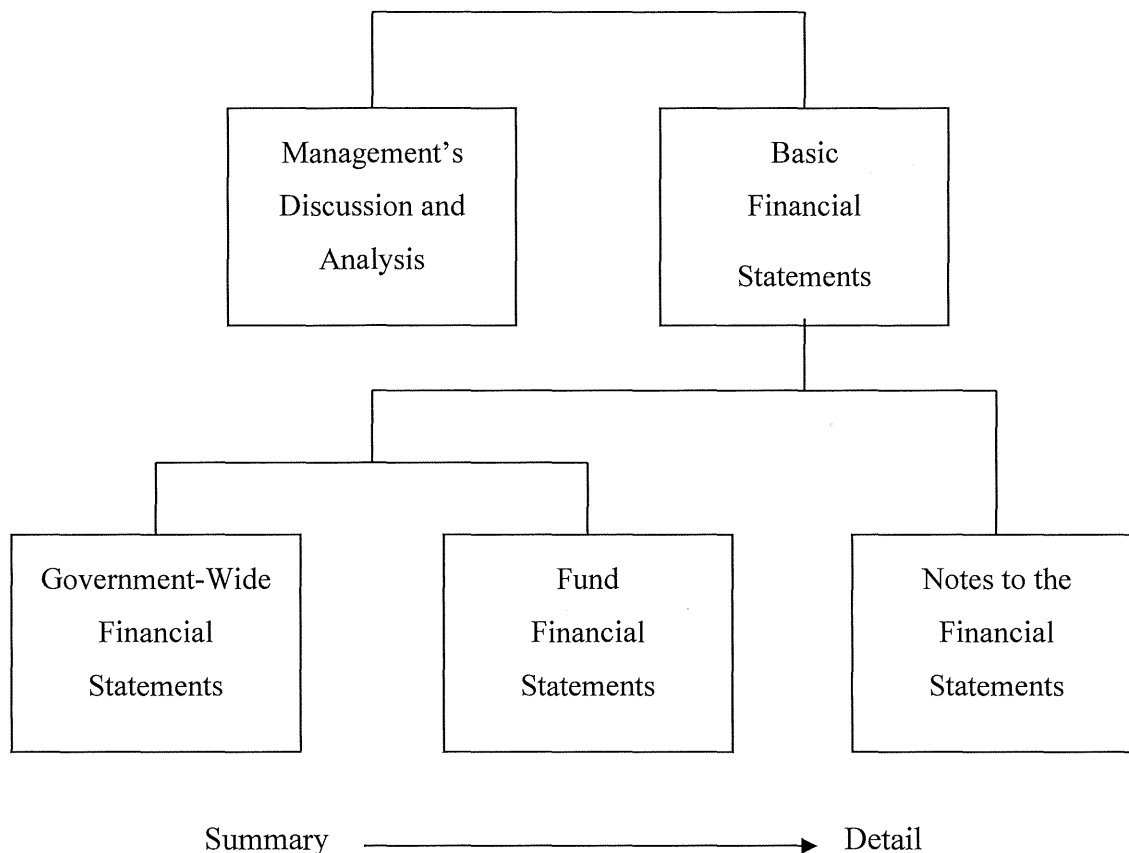 Management’s
Discussion and
Analysis
Basic
Financial
Statements
Government-Wide
Financial
Statements
Fund
Financial
Statements
Notes to the
Financial
Statements
Summary
Detail